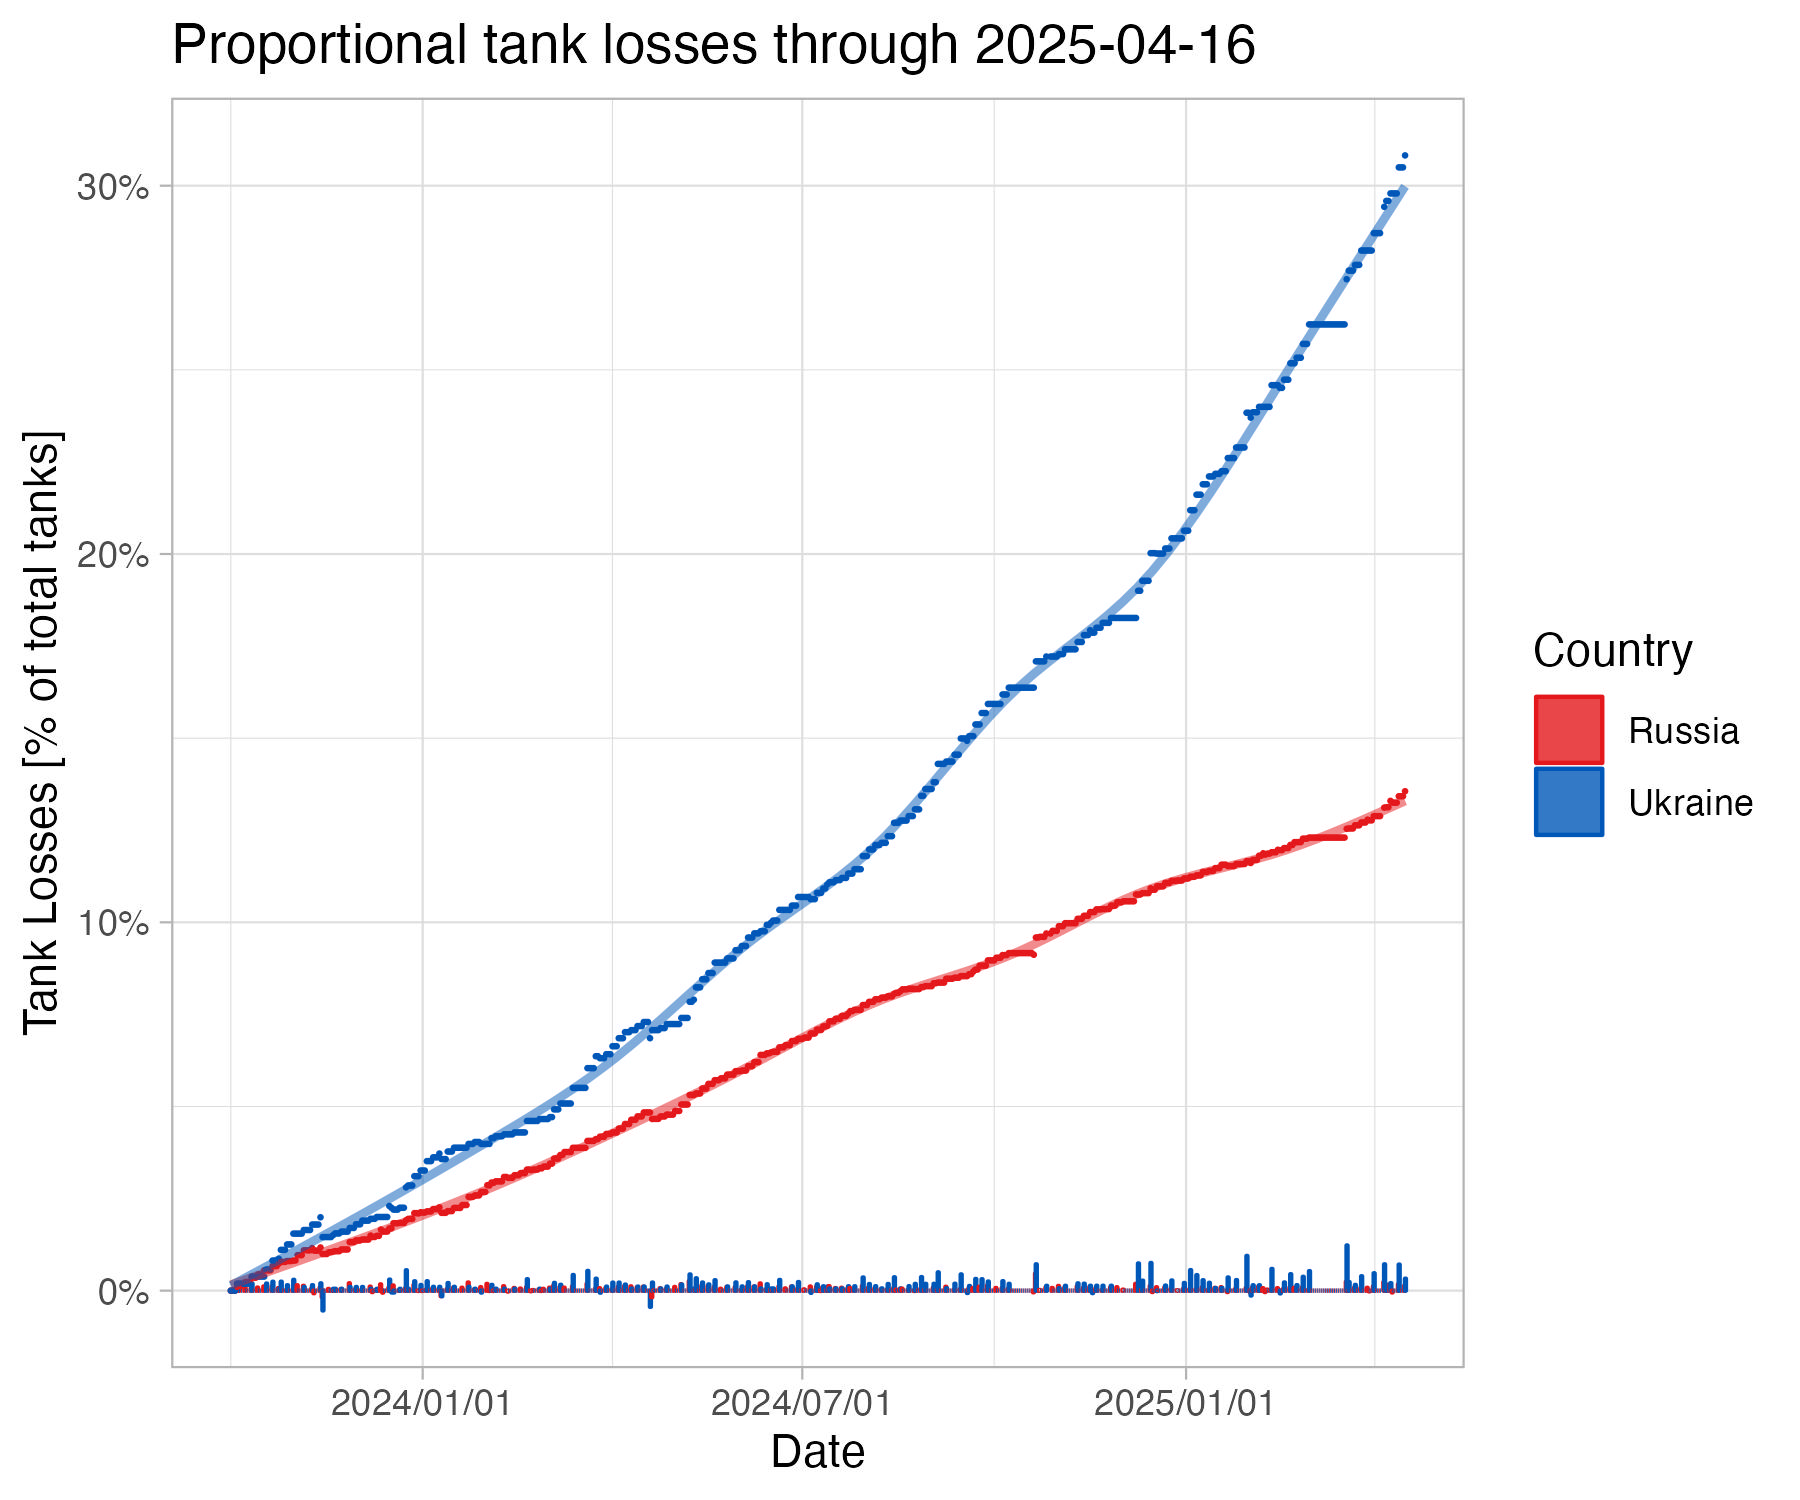 Proportional tank losses through 2025-04-16
Tank Losses [% of total tanks]
30%
20%
10%
0%
2024/01/01
2024/07/01
2025/01/01
Date
Country
Russia
Ukraine